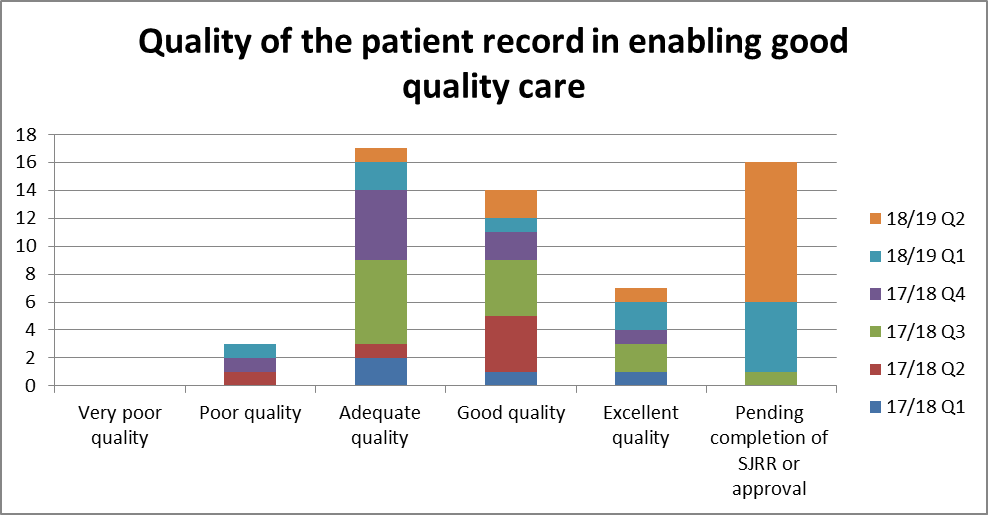 Quality of the patient record in enabling good
quality care
18
16
14
12
10
8
6
4
2
0
Very poor
quality
Poor quality
Adequate
quality
Good quality
Excellent
quality
Pending
completion of
SJRR or
approval
18/19 Q2
18/19 Q1
17/18 Q4
17/18 Q3
17/18 Q2
17/18 Q1